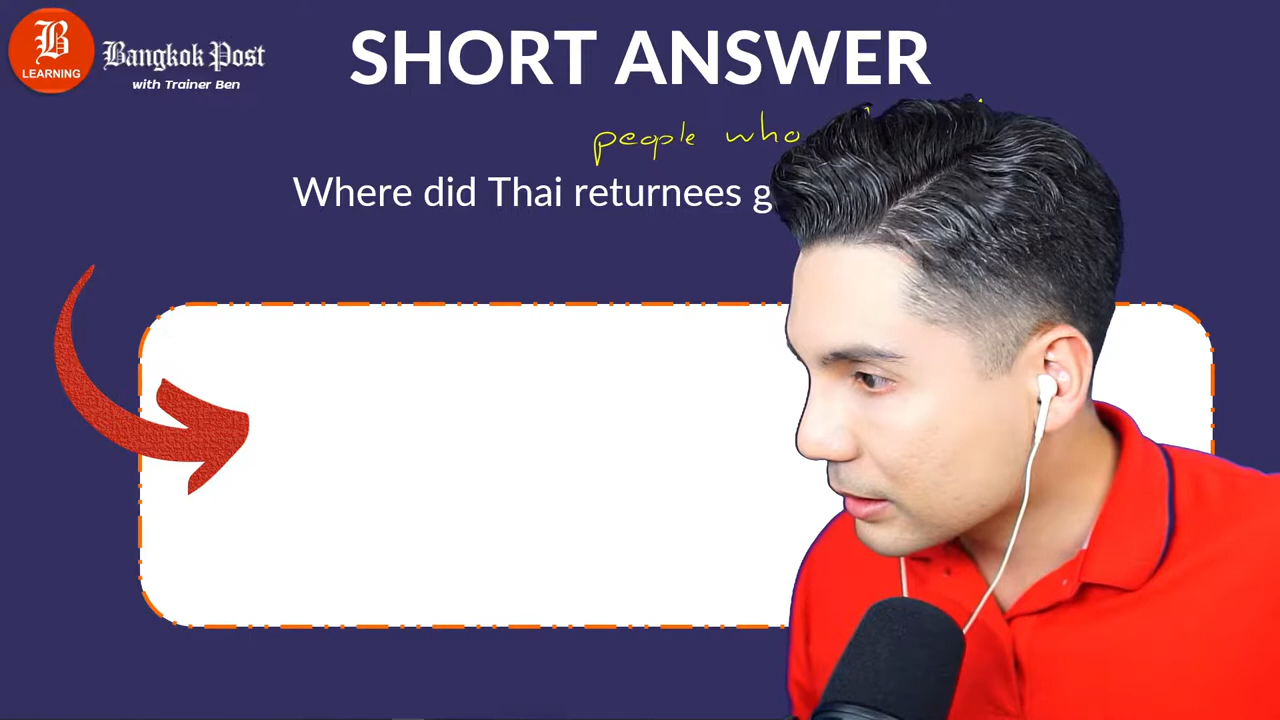 B
LEARNING
Bangkok Post
with Trainer Ben
SHORT ANSWER
people who
Where did Thai returnees